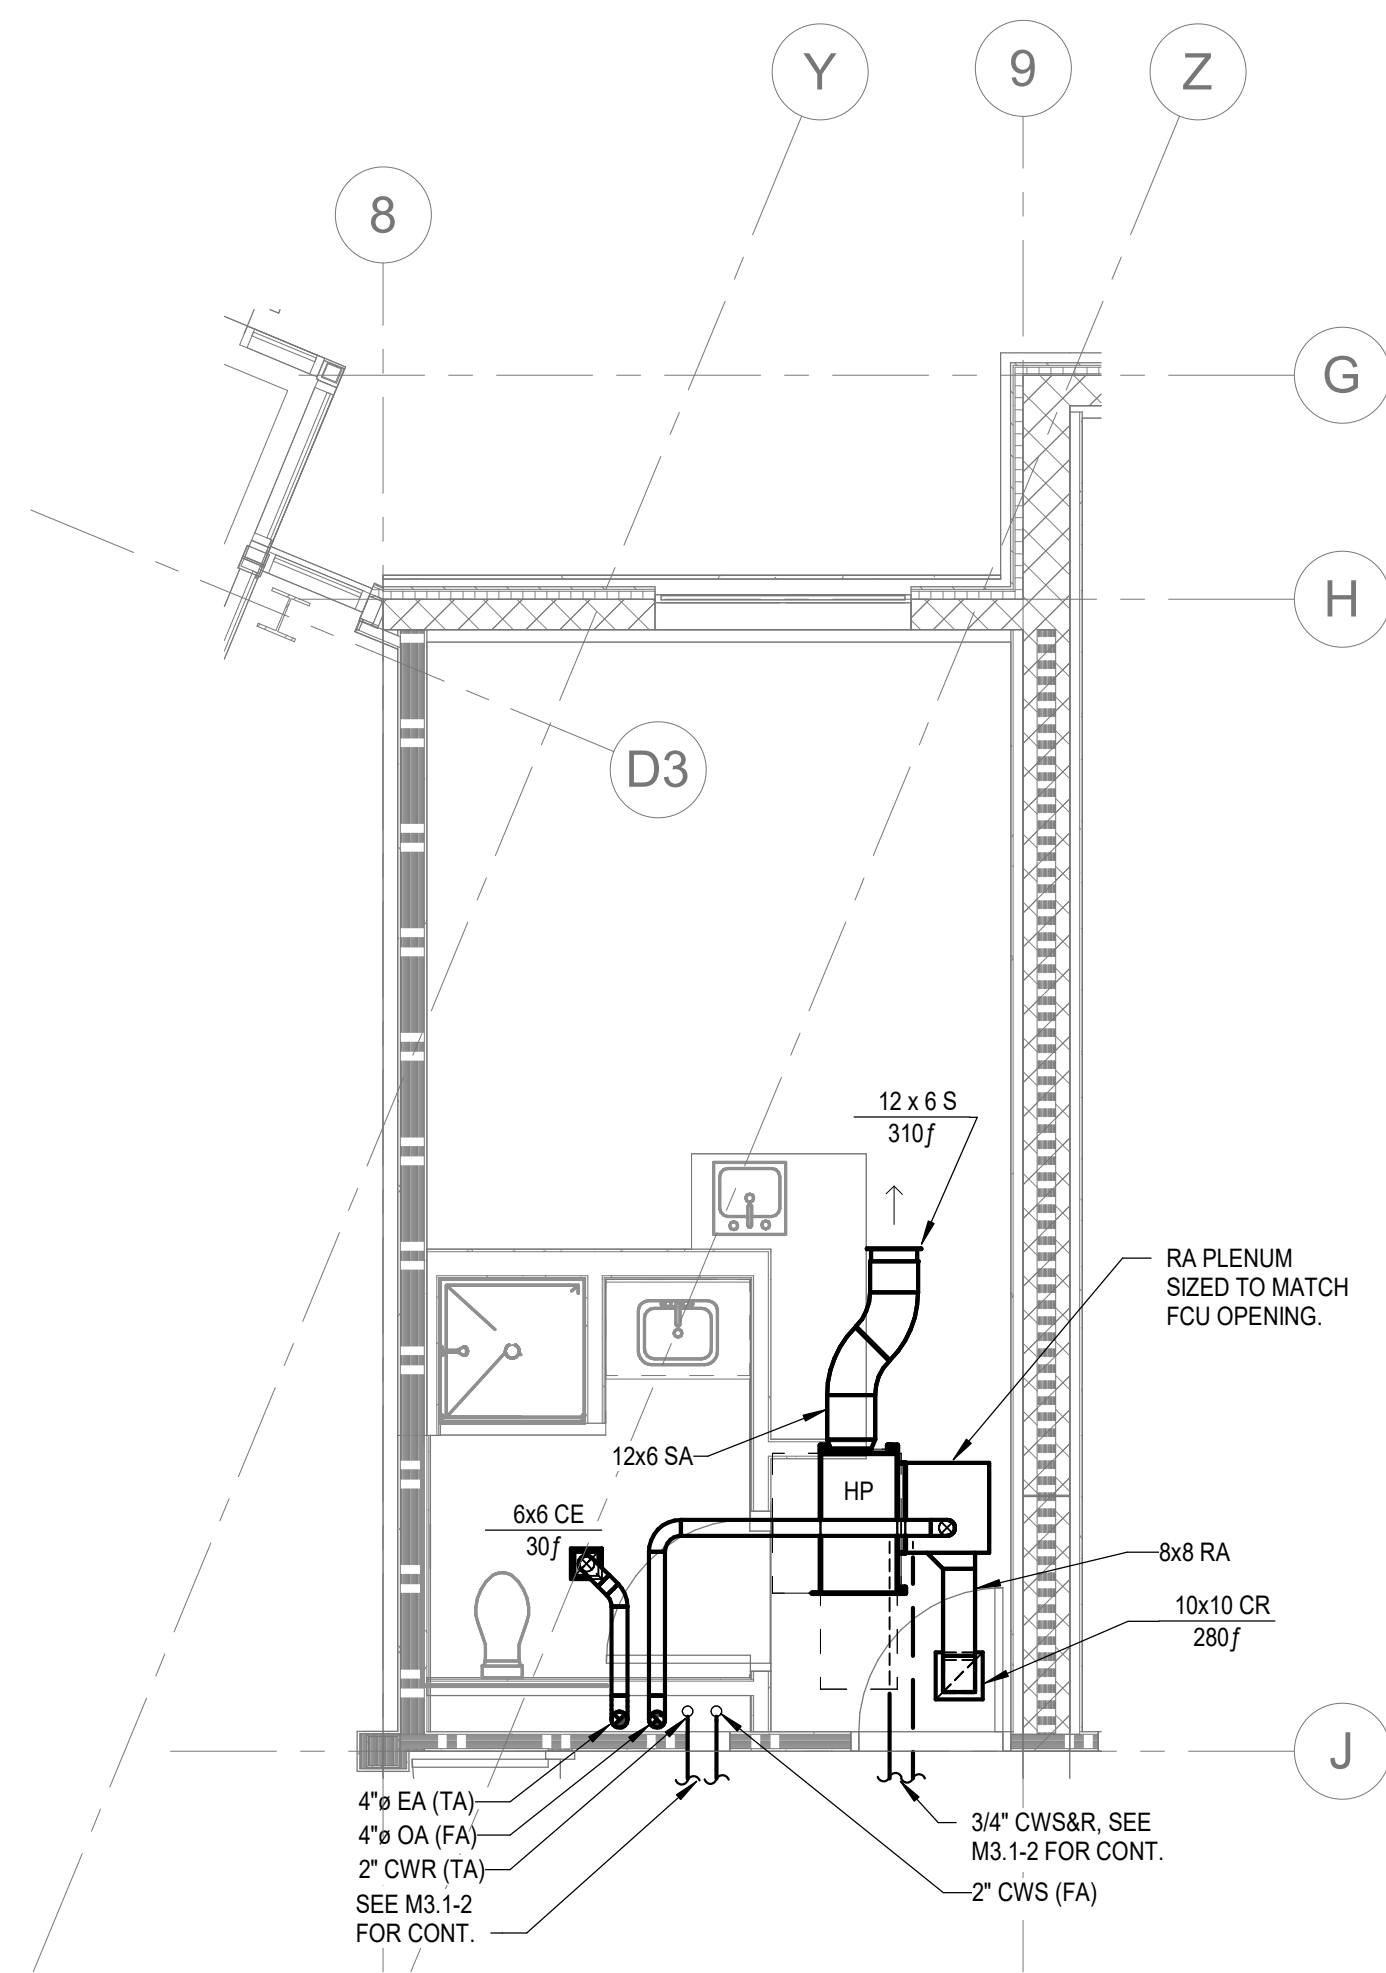 Y
9
Z
8
G
H
D3
12 x 6 S
310ƒ
RA PLENUM
SIZED TO MATCH
FCU OPENING.
12x6 SA
HP
6x6 CE
30ƒ
8x8 RA
10x10 CR
280ƒ
J
4"ø EA (TA)
4"ø OA (FA)
2" CWR (TA)
SEE M3.1-2
FOR CONT.
3/4" CWS&R, SEE
M3.1-2 FOR CONT.
2" CWS (FA)